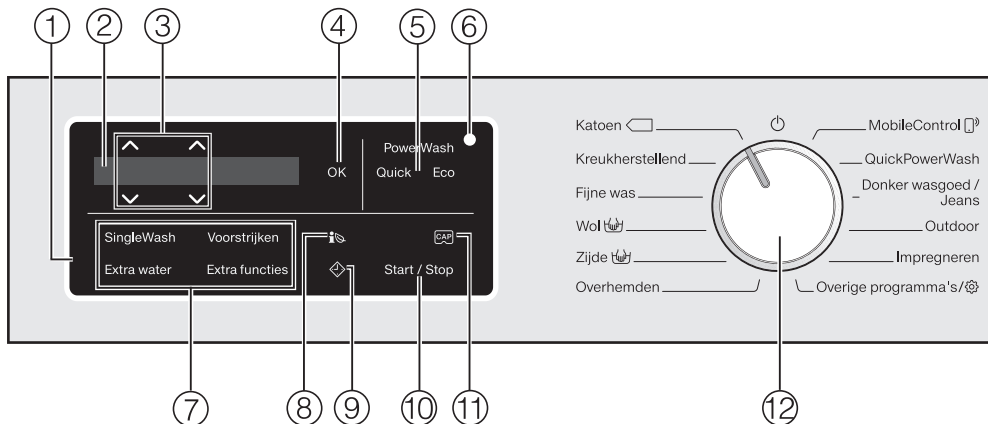 ① ② ③ ④ ⑤ ⑥
PowerWash
OK Quick Eco
SingleWash Voorstrijken
CAP
Extra water Extra functies
Start / Stop
Katoen
Kreukherstellend
Fijne was
Wol
Zijde
Overhemden
MobileControl
QuickPowerWash
Donker wasgoed /
Jeans
Outdoor
Impregneren
Overige programma's/
⑦ ⑧ ⑨ ⑩ ⑪ ⑫